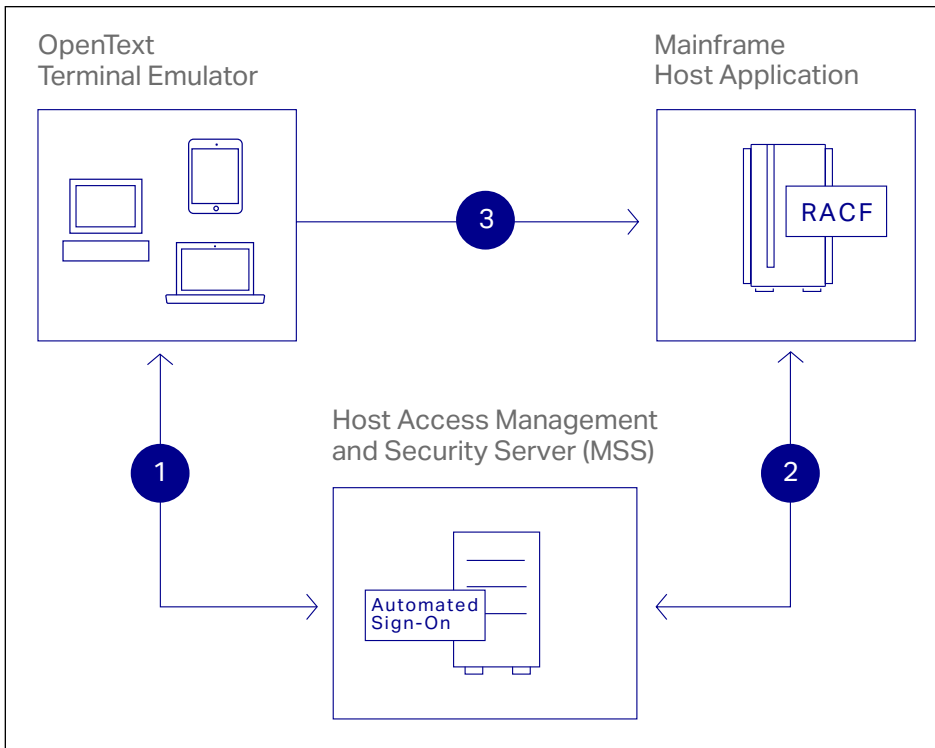 OpenText
Terminal Emulator
Mainframe
Host Application
RACF
3
Host Access Management
and Security Server (MSS)
1
2
Automated
Sign-On